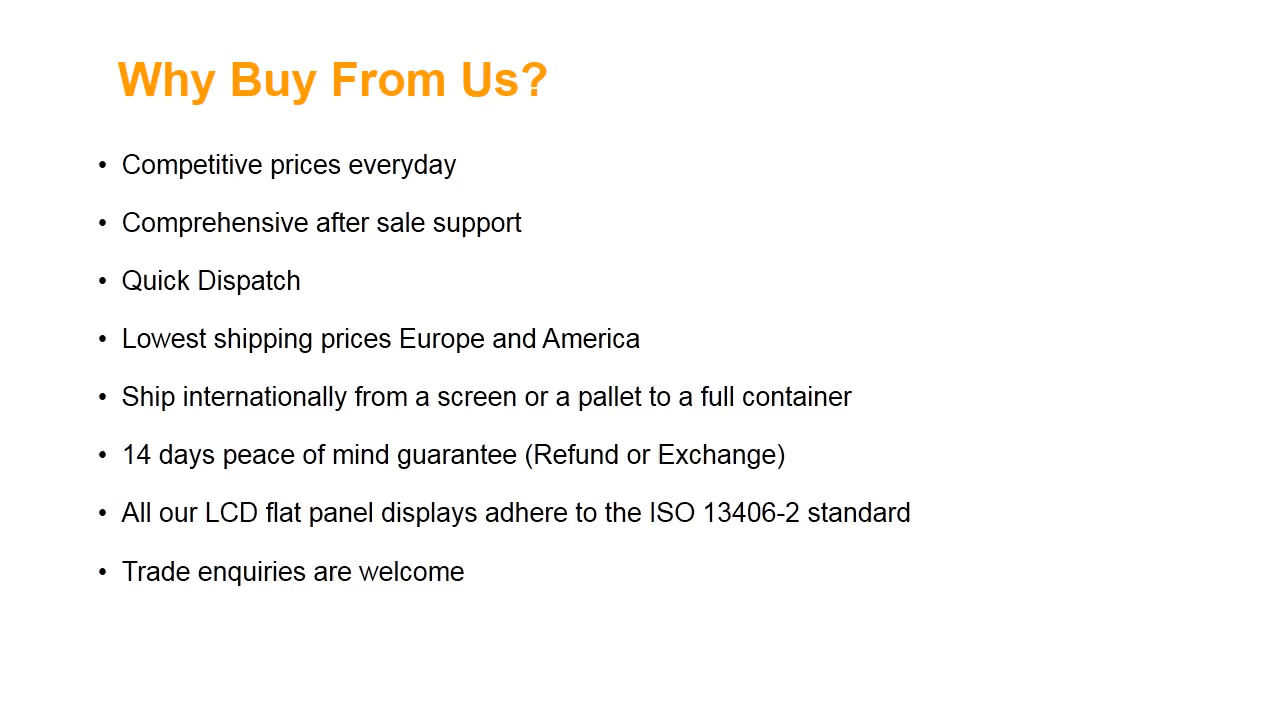 Why Buy From Us?
• Competitive prices everyday
• Comprehensive after sale support
• Quick Dispatch
• Lowest shipping prices Europe and America
• Ship internationally from a screen or a pallet to a full container
• 14 days peace of mind guarantee (Refund or Exchange)
• All our LCD flat panel displays adhere to the ISO 13406-2 standard
• Trade enquiries are welcome